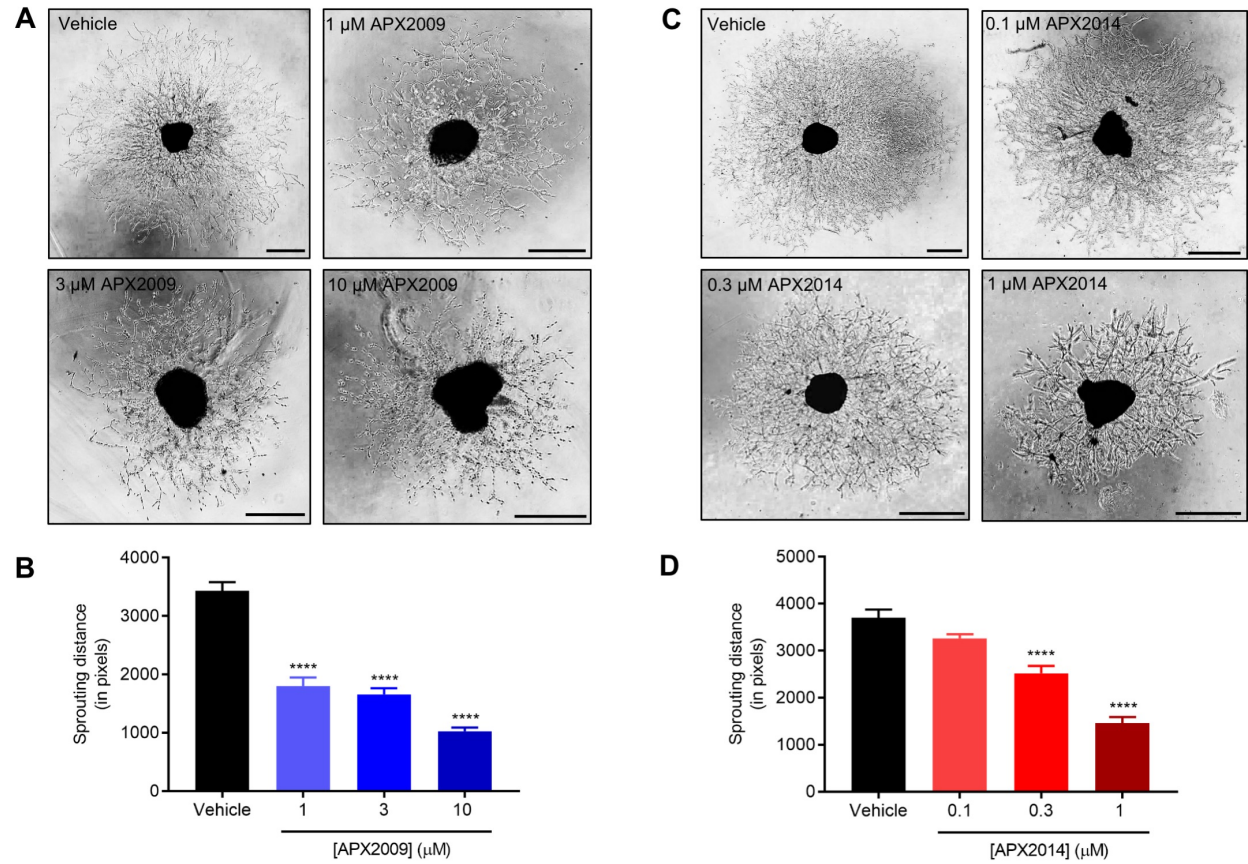 A
Vehicle
1 µM APX2009
3 µM APX2009
10 µM APX2009
C
Vehicle
0.1 µM APX2014
0.3 µM APX2014
1 µM APX2014
B
Sprouting distance
(in pixels)
4000
3000
2000
1000
0
****
****
****
Vehicle
1
3
10
[APX2009] (µM)
D
Sprouting distance
(in pixels)
5000
4000
3000
2000
1000
0
****
****
Vehicle
0.1
0.3
1
[APX2014] (µM)